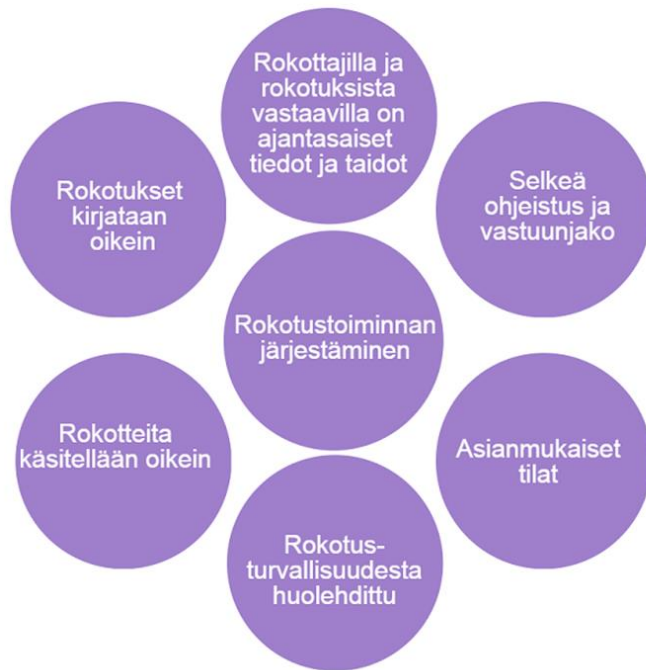 Rokottajilla ja
rokotuksista
vastaavilla on
ajantasaiset
tiedot ja taidot
Rokotukset
kirjataan
oikein
Selkeä
ohjeistus ja
vastuunjako
Rokotustoiminnan
järjestäminen
Rokotteita
käsitellään oikein
Asianmukaiset
tilat
Rokotus-
turvallisuudesta
huolehdittu